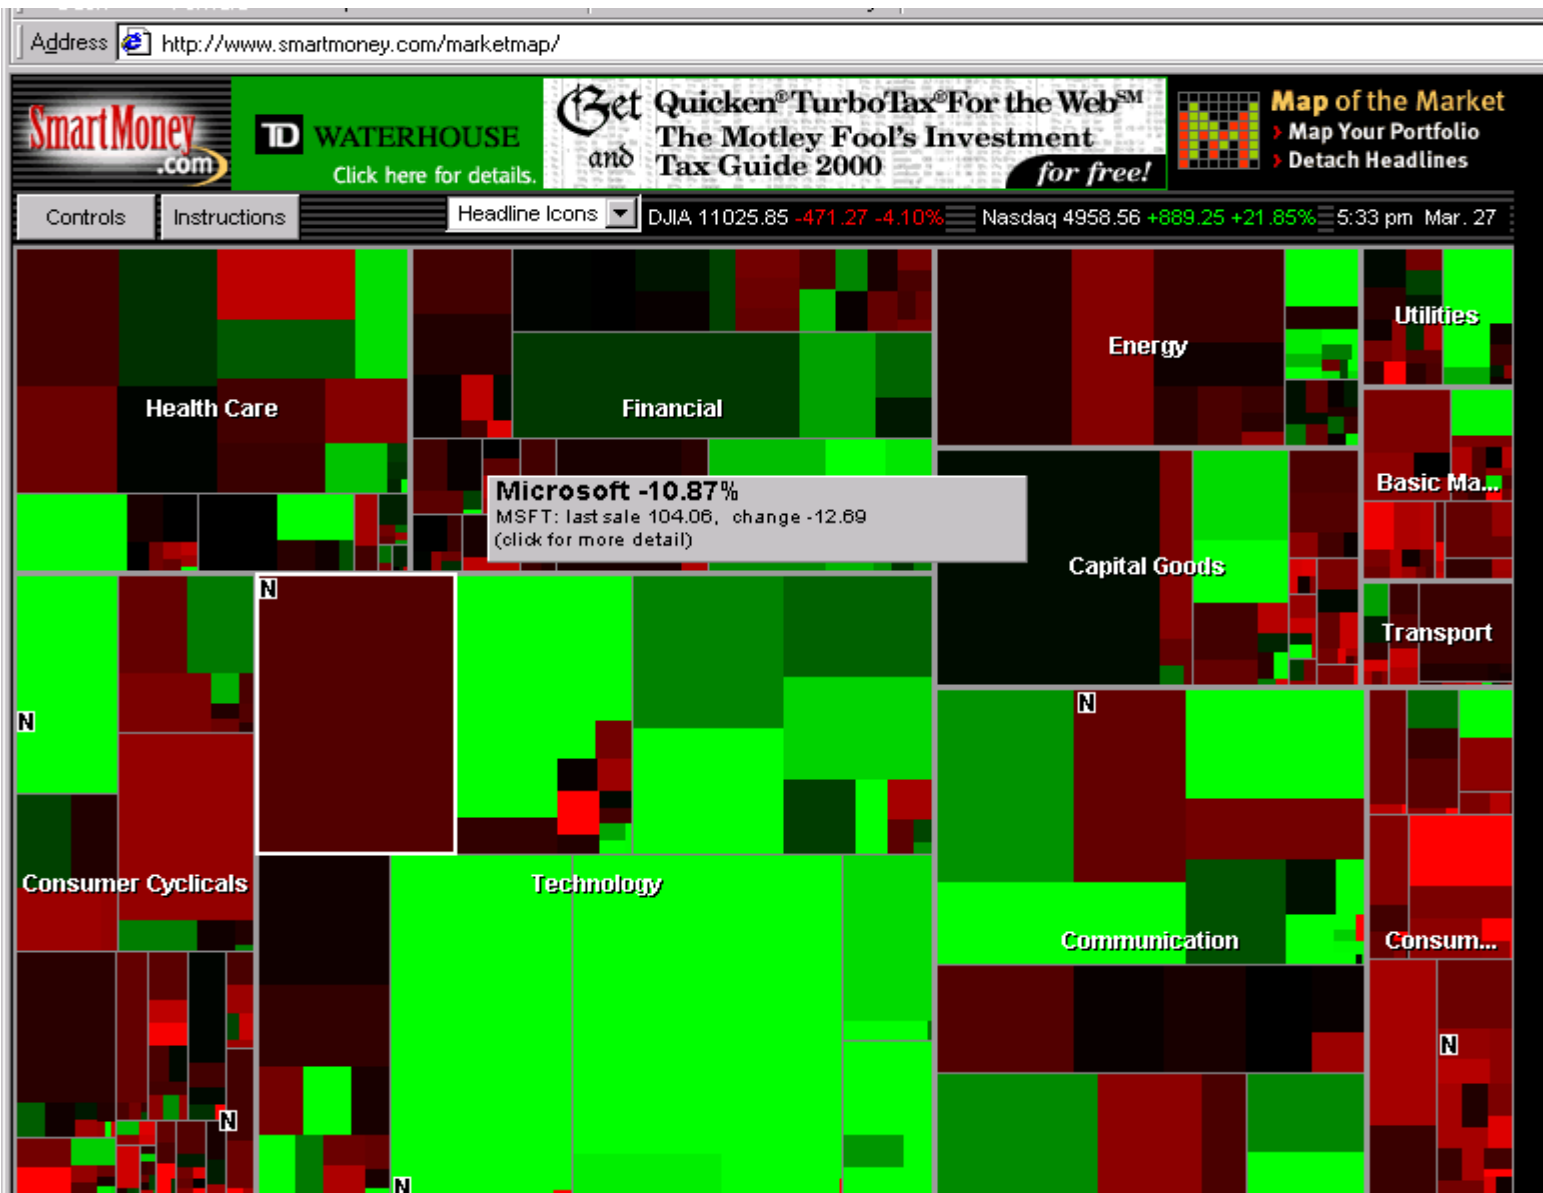 Address http://www.smartmoney.com/marketmap/
SmartMoney.com
TD WATERHOUSE
Click here for details.
Get and
Quicken® TurboTax® For the Web℠
The Motley Fool's Investment
Tax Guide 2000
for free!
Map of the Market
Map Your Portfolio
Detach Headlines
Controls Instructions Headline Icons DJIA 11025.85 -471.27 -4.10% Nasdaq 4958.56 +889.25 +21.85% 5:33 pm Mar. 27
Utilities
Energy
Health Care
Financial
Basic Ma...
Microsoft -10.87%
MSFT: last sale 104.06, change -12.69
(click for more detail)
Capital Goods
N
Transport
N
N
Consumer Cyclicals
Technology
Communication
Consum...
N
N
N